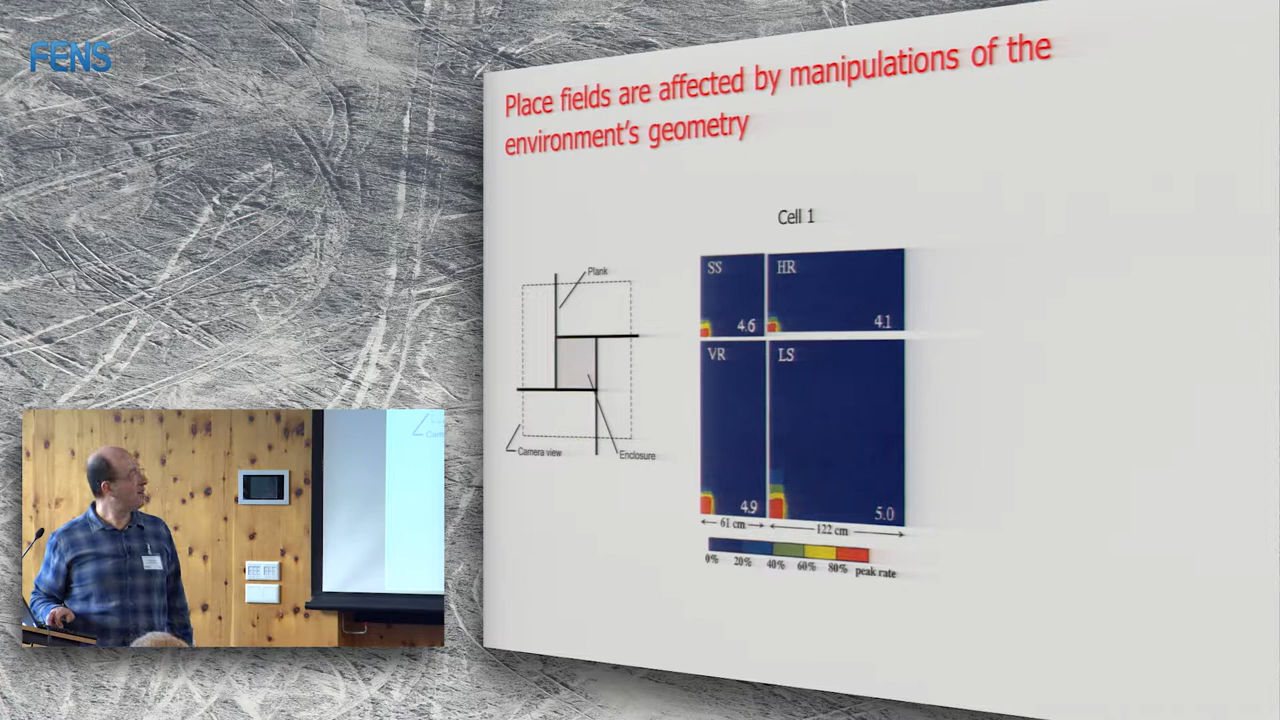 FENS
Place fields are affected by manipulations of the
environment's geometry
Cell 1
Plank
Camera view
Enclosure
SS
4.6
HR
4.1
VR
4.9
LS
5.0
61 cm
122 cm
0% 20% 40% 60% 80% peak rate